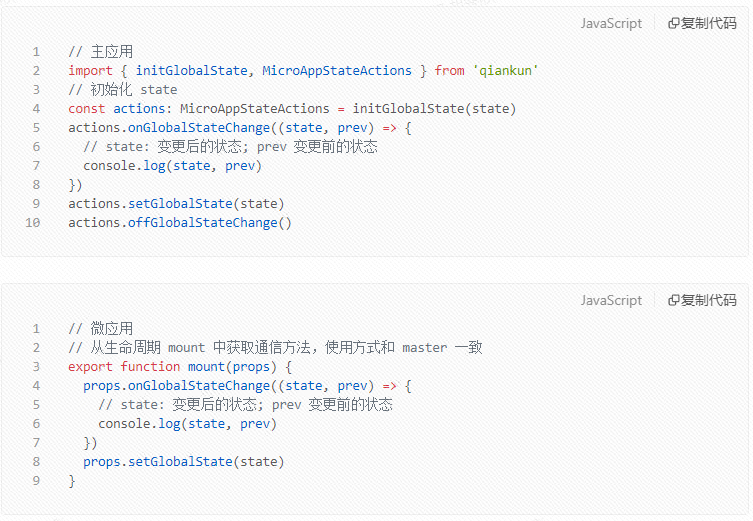 JavaScript 复制代码
1 // 主应用
2 import { initGlobalState, MicroAppStateActions } from 'qiankun'
3 // 初始化 state
4 const actions: MicroAppStateActions = initGlobalState(state)
5 actions.onGlobalStateChange((state, prev) => {
6   // state: 变更后的状态; prev 变更前的状态
7   console.log(state, prev)
8 })
9 actions.setGlobalState(state)
10 actions.offGlobalStateChange()
JavaScript 复制代码
1 // 微应用
2 // 从生命周期 mount 中获取通信方法，使用方式和 master 一致
3 export function mount(props) {
4   props.onGlobalStateChange((state, prev) => {
5     // state: 变更后的状态; prev 变更前的状态
6     console.log(state, prev)
7   })
8   props.setGlobalState(state)
9 }